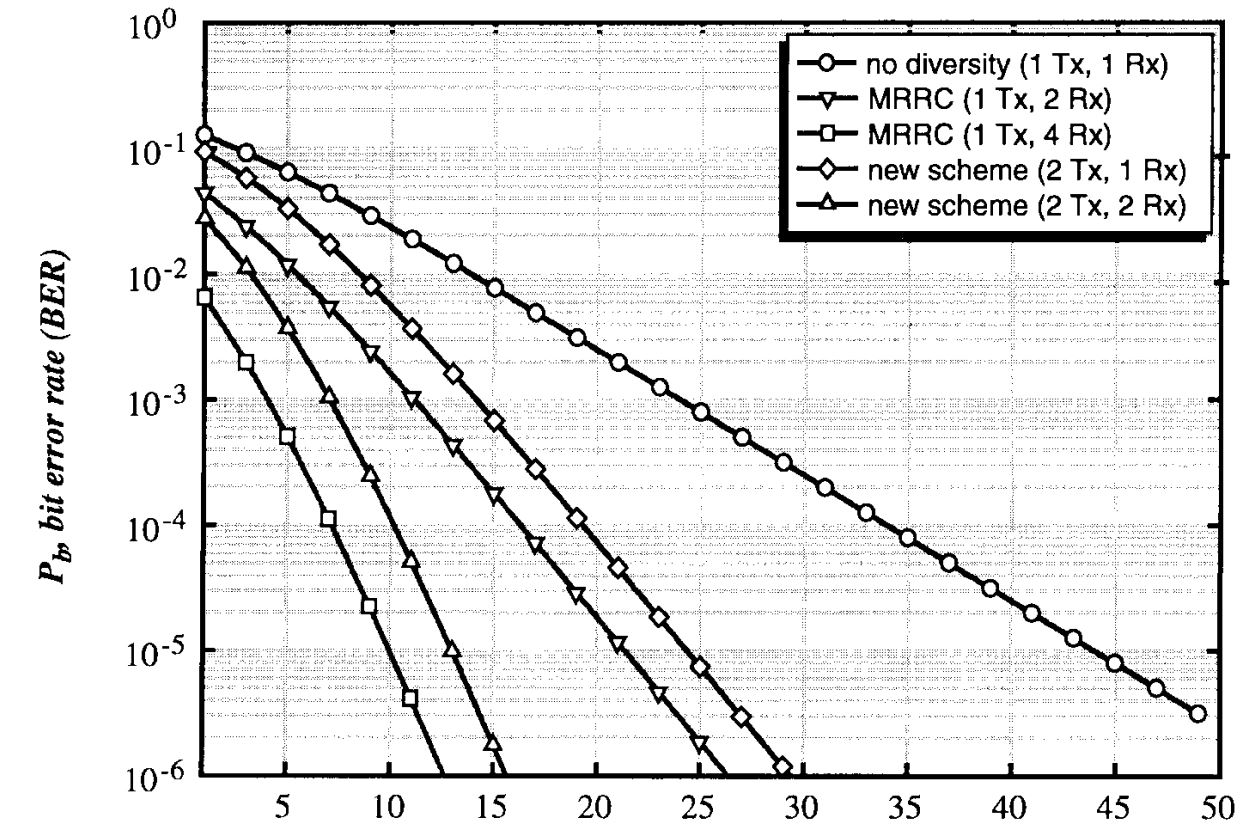 10^0
10^-1
10^-2
10^-3
10^-4
10^-5
10^-6
P_b, bit error rate (BER)
no diversity (1 Tx, 1 Rx)
MRRC (1 Tx, 2 Rx)
MRRC (1 Tx, 4 Rx)
new scheme (2 Tx, 1 Rx)
new scheme (2 Tx, 2 Rx)
5 10 15 20 25 30 35 40 45 50